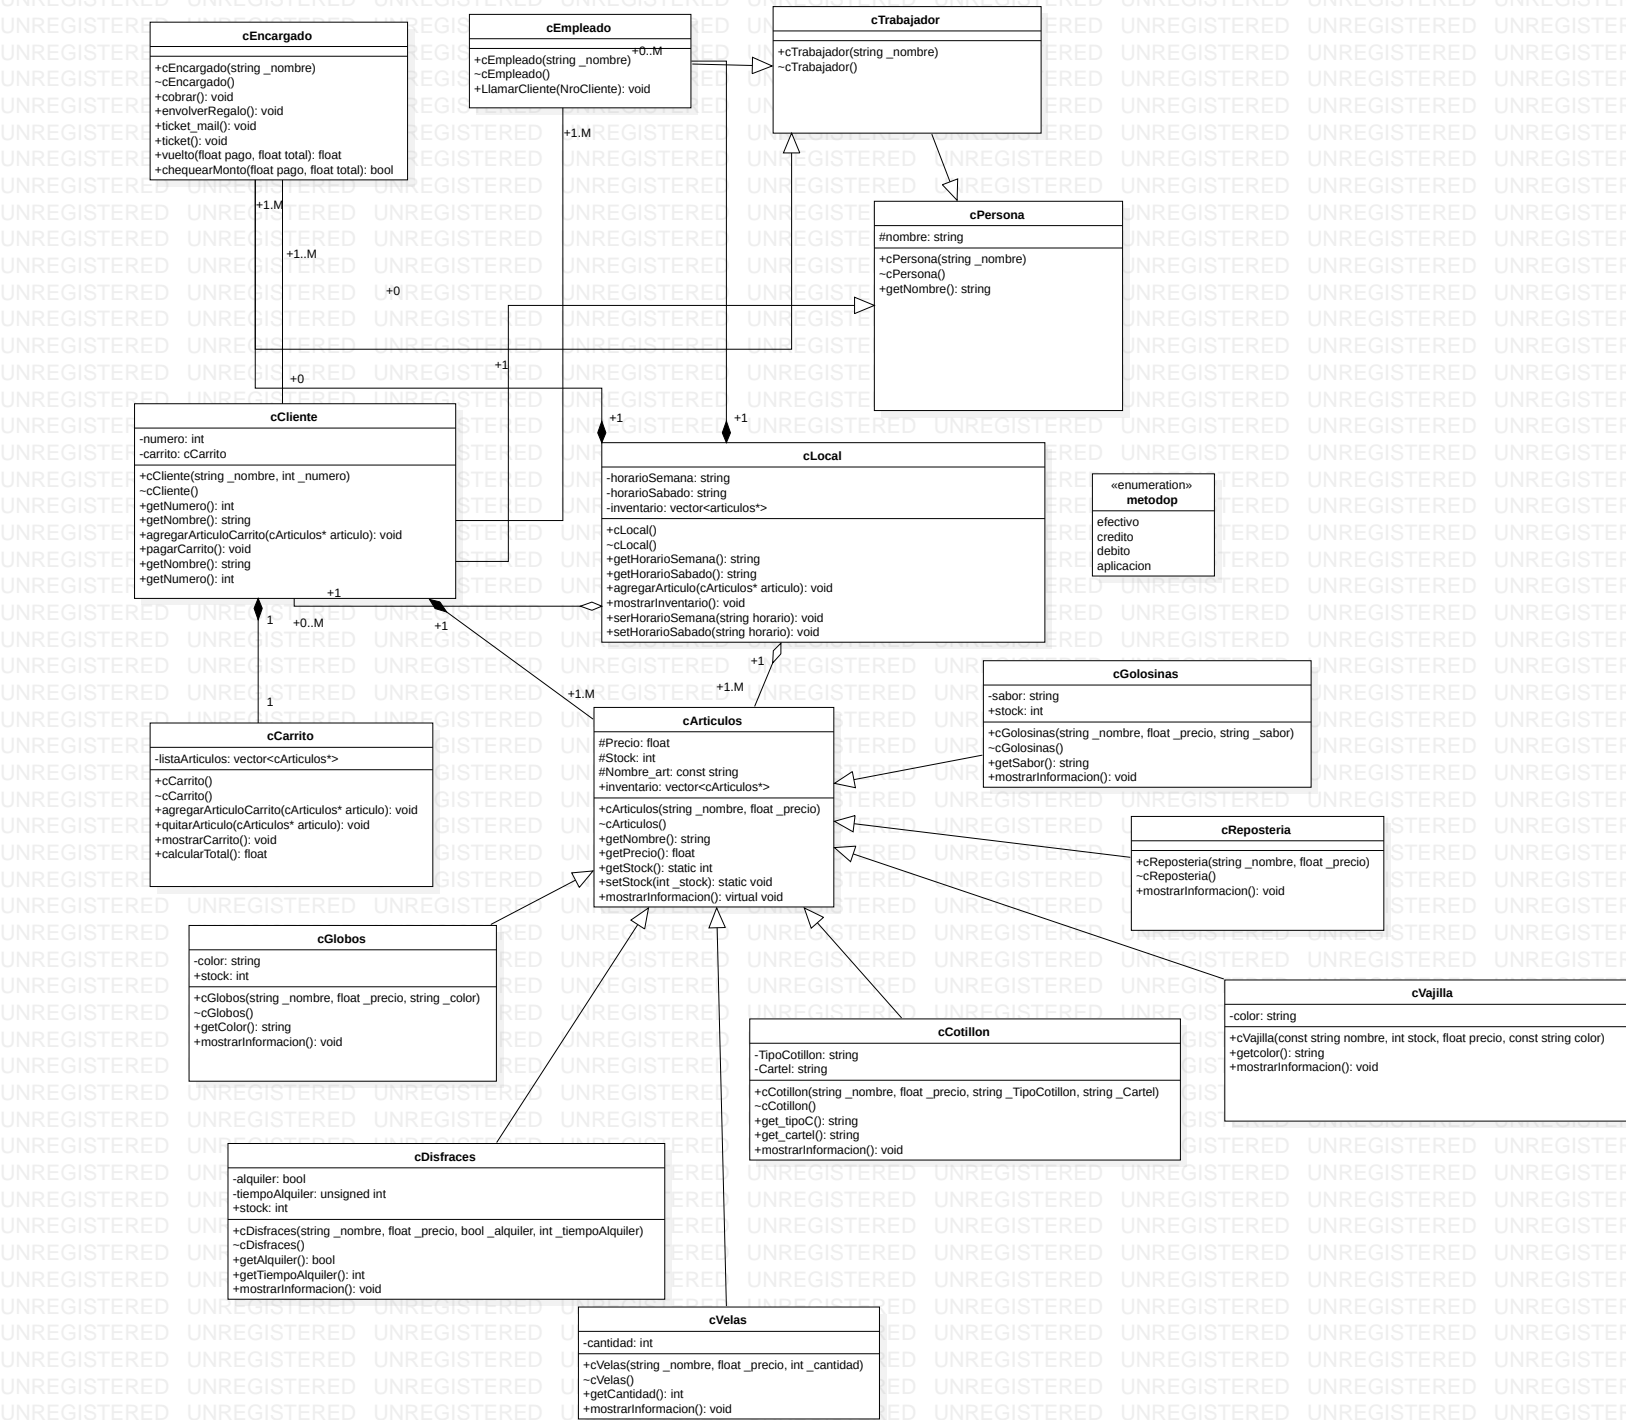 cEncargado
+cEncargado(string _nombre)
~cEncargado()
+cobrar(): void
+envolverRegalo(): void
+ticket_mail(): void
+ticket(): void
+vuelto(float pago, float total): float
+chequearMonto(float pago, float total): bool
cEmpleado
+0..M
+cEmpleado(string _nombre)
~cEmpleado()
+LlamarCliente(NroCliente): void
cTrabajador
+cTrabajador(string _nombre)
~cTrabajador()
+1.M
+1.M
+1..M
+0
cPersona
#nombre: string
+cPersona(string _nombre)
~cPersona()
+getNombre(): string
+1
+0
+1
+1
cCliente
-numero: int
-carrito: cCarrito
+cCliente(string _nombre, int _numero)
~cCliente()
+getNumero(): int
+getNombre(): string
+agregarArticuloCarrito(cArticulos* articulo): void
+pagarCarrito(): void
+getNombre(): string
+getNumero(): int
cLocal
-horarioSemana: string
-horarioSabado: string
-inventario: vector<articulos*>
+cLocal()
~cLocal()
+getHorarioSemana(): string
+getHorarioSabado(): string
+agregarArticulo(cArticulos* articulo): void
+mostrarInventario(): void
+serHorarioSemana(string horario): void
+setHorarioSabado(string horario): void
«enumeration»
metodop
efectivo
credito
debito
aplicacion
+1
1
+0..M
+1
+1
+1.M
+1.M
1
cCarrito
-listaArticulos: vector<cArticulos*>
+cCarrito()
~cCarrito()
+agregarArticuloCarrito(cArticulos* articulo): void
+quitarArticulo(cArticulos* articulo): void
+mostrarCarrito(): void
+calcularTotal(): float
cArticulos
#Precio: float
#Stock: int
#Nombre_art: const string
+inventario: vector<cArticulos*>
+cArticulos(string _nombre, float _precio)
~cArticulos()
+getNombre(): string
+getPrecio(): float
+getStock(): static int
+setStock(int _stock): static void
+mostrarInformacion(): virtual void
cGolosinas
-sabor: string
+stock: int
+cGolosinas(string _nombre, float _precio, string _sabor)
~cGolosinas()
+getSabor(): string
+mostrarInformacion(): void
cReposteria
+cReposteria(string _nombre, float _precio)
~cReposteria()
+mostrarInformacion(): void
cGlobos
-color: string
+stock: int
+cGlobos(string _nombre, float _precio, string _color)
~cGlobos()
+getColor(): string
+mostrarInformacion(): void
cVajilla
-color: string
+cVajilla(const string nombre, int stock, float precio, const string color)
+getcolor(): string
+mostrarInformacion(): void
cCotillon
-TipoCotillon: string
-Cartel: string
+cCotillon(string _nombre, float _precio, string _TipoCotillon, string _Cartel)
~cCotillon()
+get_tipoC(): string
+get_cartel(): string
+mostrarInformacion(): void
cDisfraces
-alquiler: bool
-tiempoAlquiler: unsigned int
+stock: int
+cDisfraces(string _nombre, float _precio, bool _alquiler, int _tiempoAlquiler)
~cDisfraces()
+getAlquiler(): bool
+getTiempoAlquiler(): int
+mostrarInformacion(): void
cVelas
-cantidad: int
+cVelas(string _nombre, float _precio, int _cantidad)
~cVelas()
+getCantidad(): int
+mostrarInformacion(): void